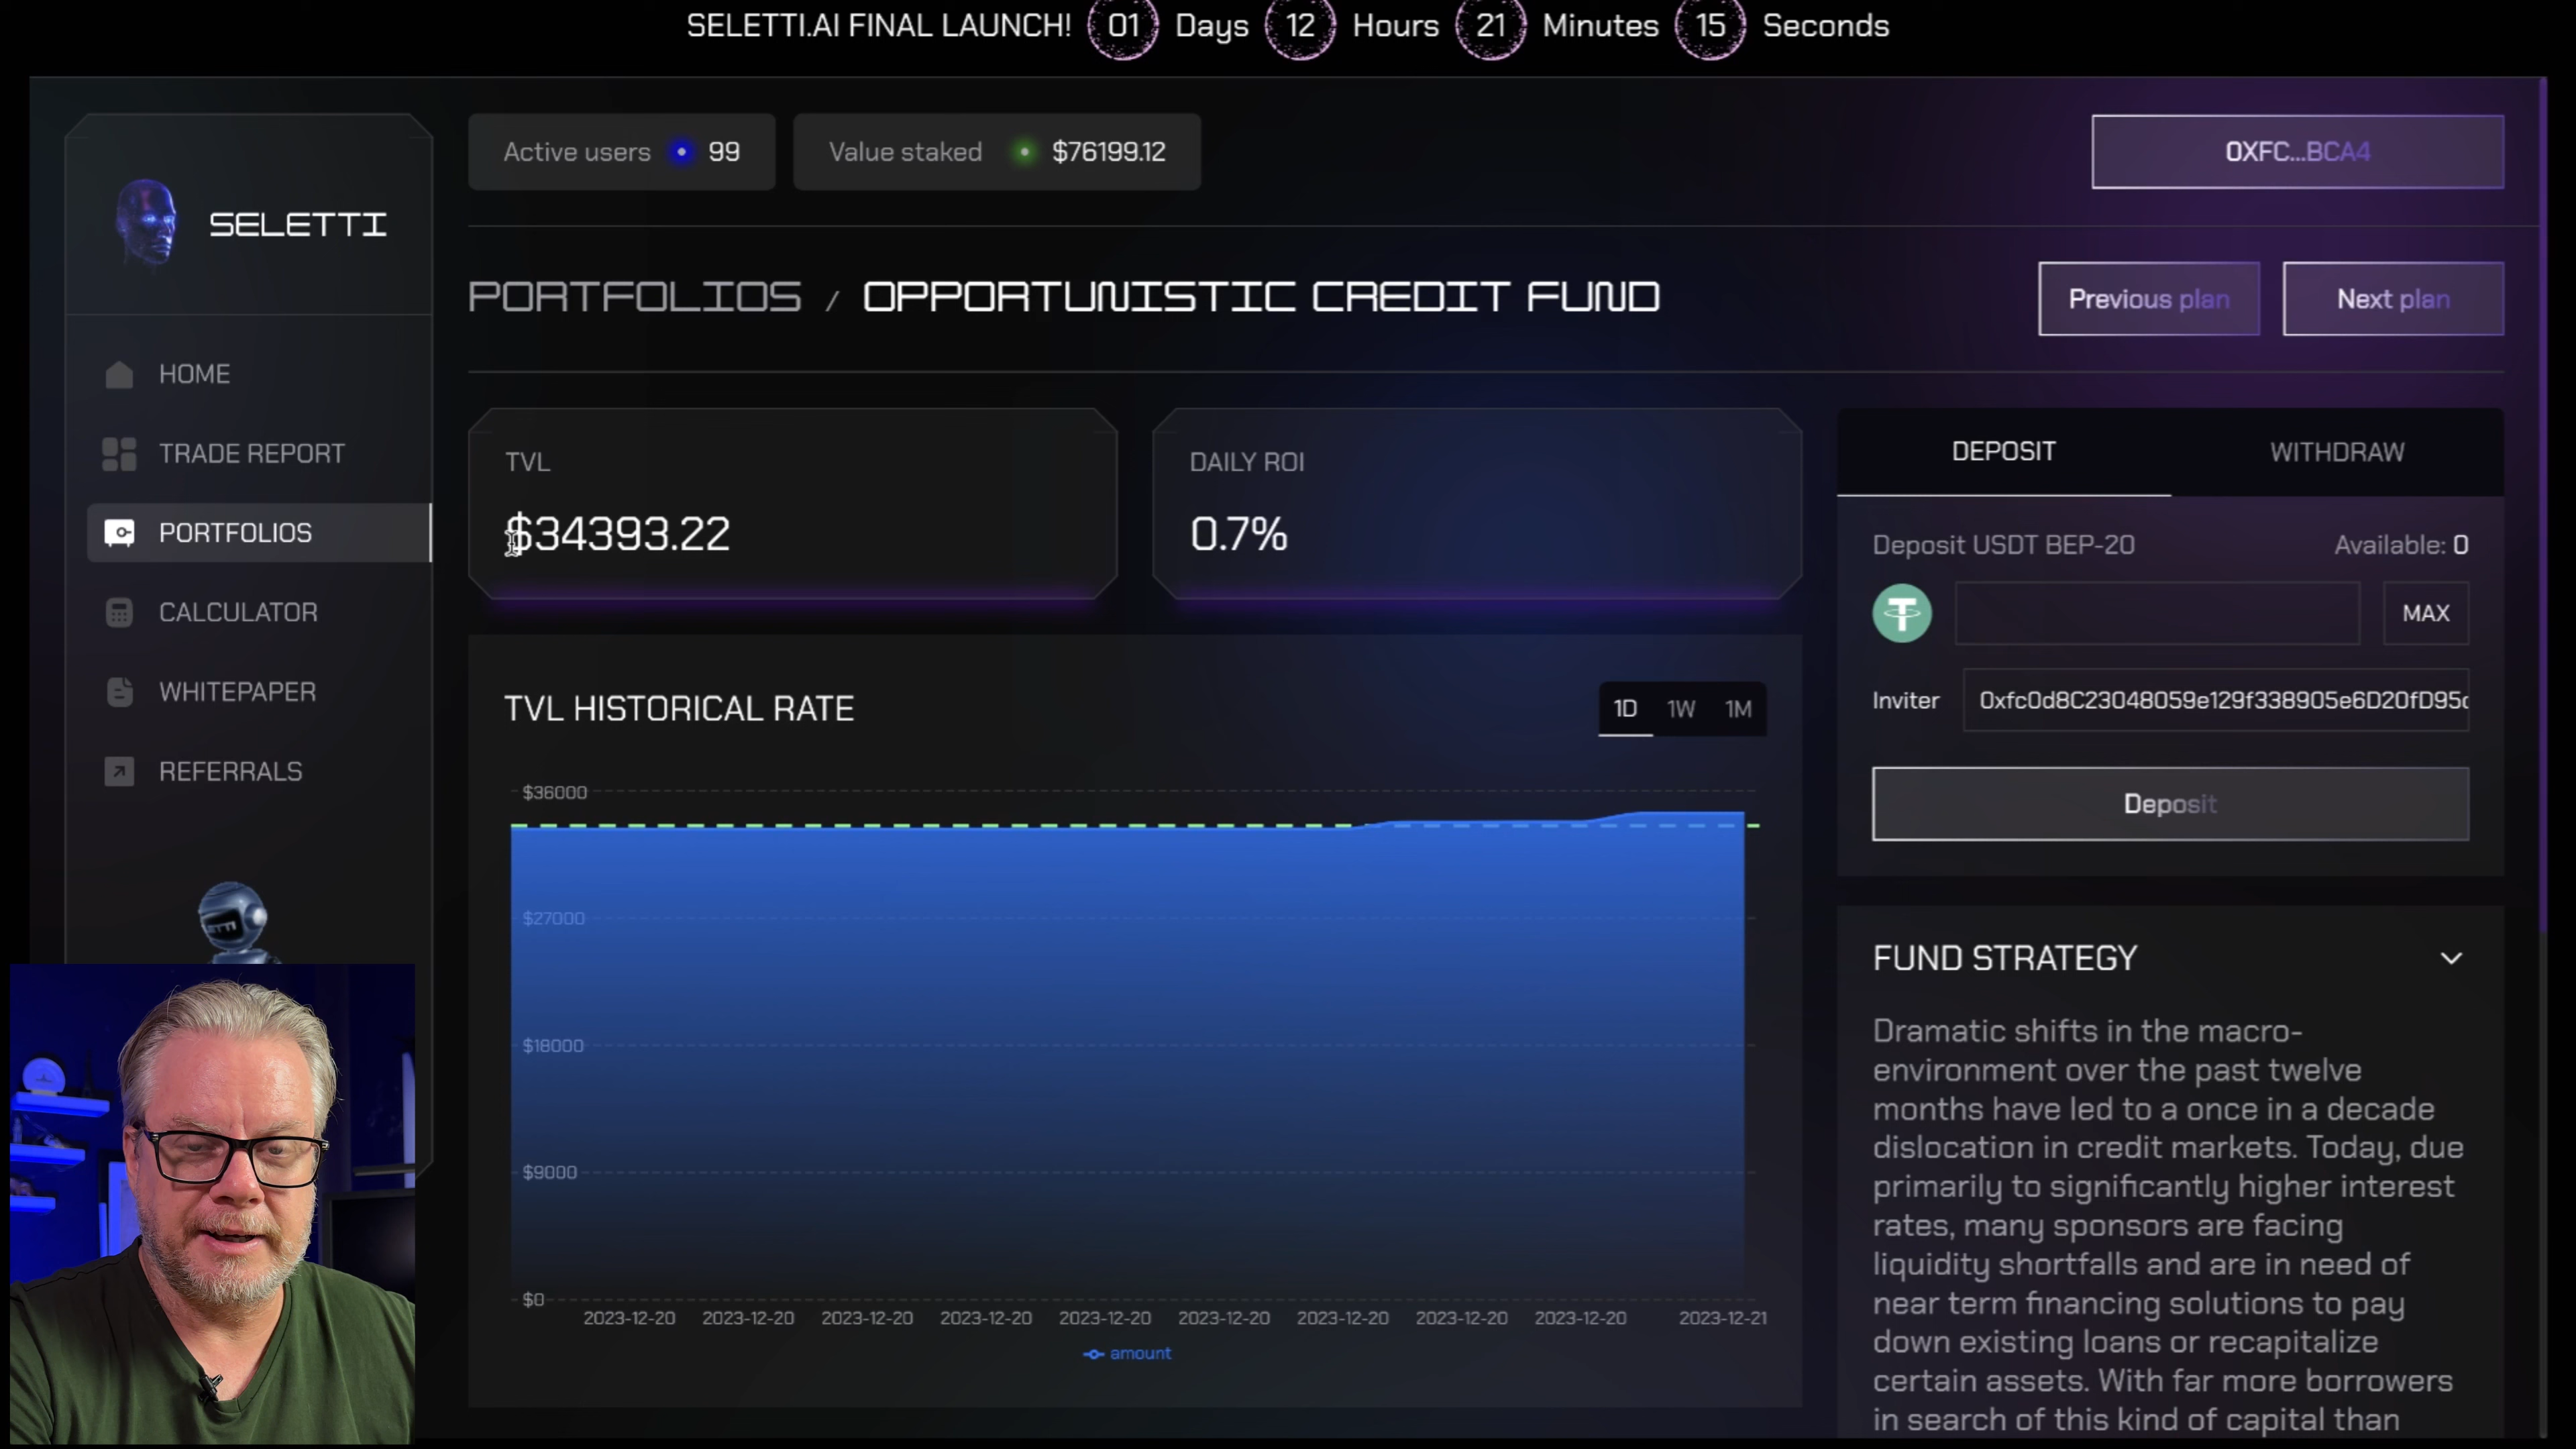 SELETTI.AI FINAL LAUNCH! 01 Days 12 Hours 21 Minutes 15 Seconds
Active users 99
Value staked $76199.12
0XFC...BCA4
SELETTI
PORTFOLIOS / OPPORTUNISTIC CREDIT FUND
Previous plan
Next plan
HOME
TRADE REPORT
PORTFOLIOS
CALCULATOR
WHITEPAPER
REFERRALS
TVL
$34393.22
DAILY ROI
0.7%
DEPOSIT
WITHDRAW
Deposit USDT BEP-20
Available: 0
MAX
Inviter
0xfc0d8C23048059e129f338905e6D20fD95
Deposit
TVL HISTORICAL RATE
1D
1W
1M
$36000
$27000
$18000
$9000
$0
2023-12-20
2023-12-20
2023-12-20
2023-12-20
2023-12-20
2023-12-20
2023-12-20
2023-12-20
2023-12-20
2023-12-21
amount
FUND STRATEGY
Dramatic shifts in the macro-
environment over the past twelve
months have led to a once in a decade
dislocation in credit markets. Today, due
primarily to significantly higher interest
rates, many sponsors are facing
liquidity shortfalls and are in need of
near term financing solutions to pay
down existing loans or recapitalize
certain assets. With far more borrowers
in search of this kind of capital than